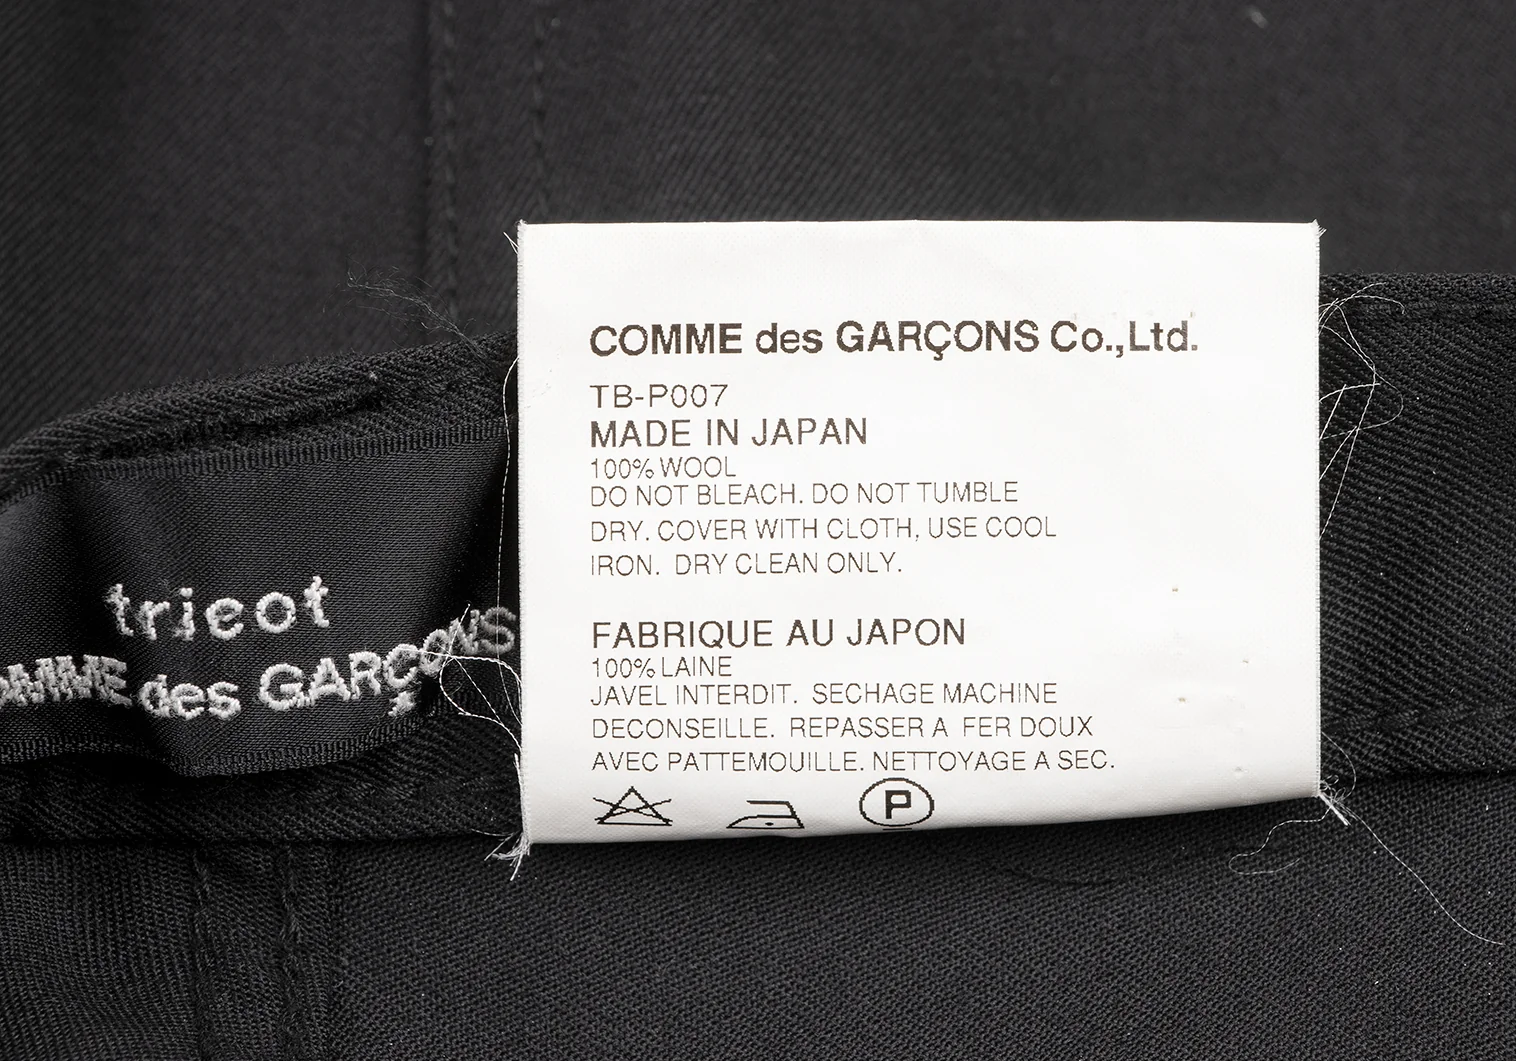 COMME des GARÇONS Co.,Ltd.
TB-P007
MADE IN JAPAN
100% WOOL
DO NOT BLEACH. DO NOT TUMBLE
DRY. COVER WITH CLOTH, USE COOL
IRON. DRY CLEAN ONLY.
FABRIQUE AU JAPON
100% LAINE
JAVEL INTERDIT. SECHAGE MACHINE
DECONSEILLE. REPASSER A FER DOUX
AVEC PATTEMOUILLE. NETTOYAGE A SEC.
P
tricot
OMME des GARÇONS